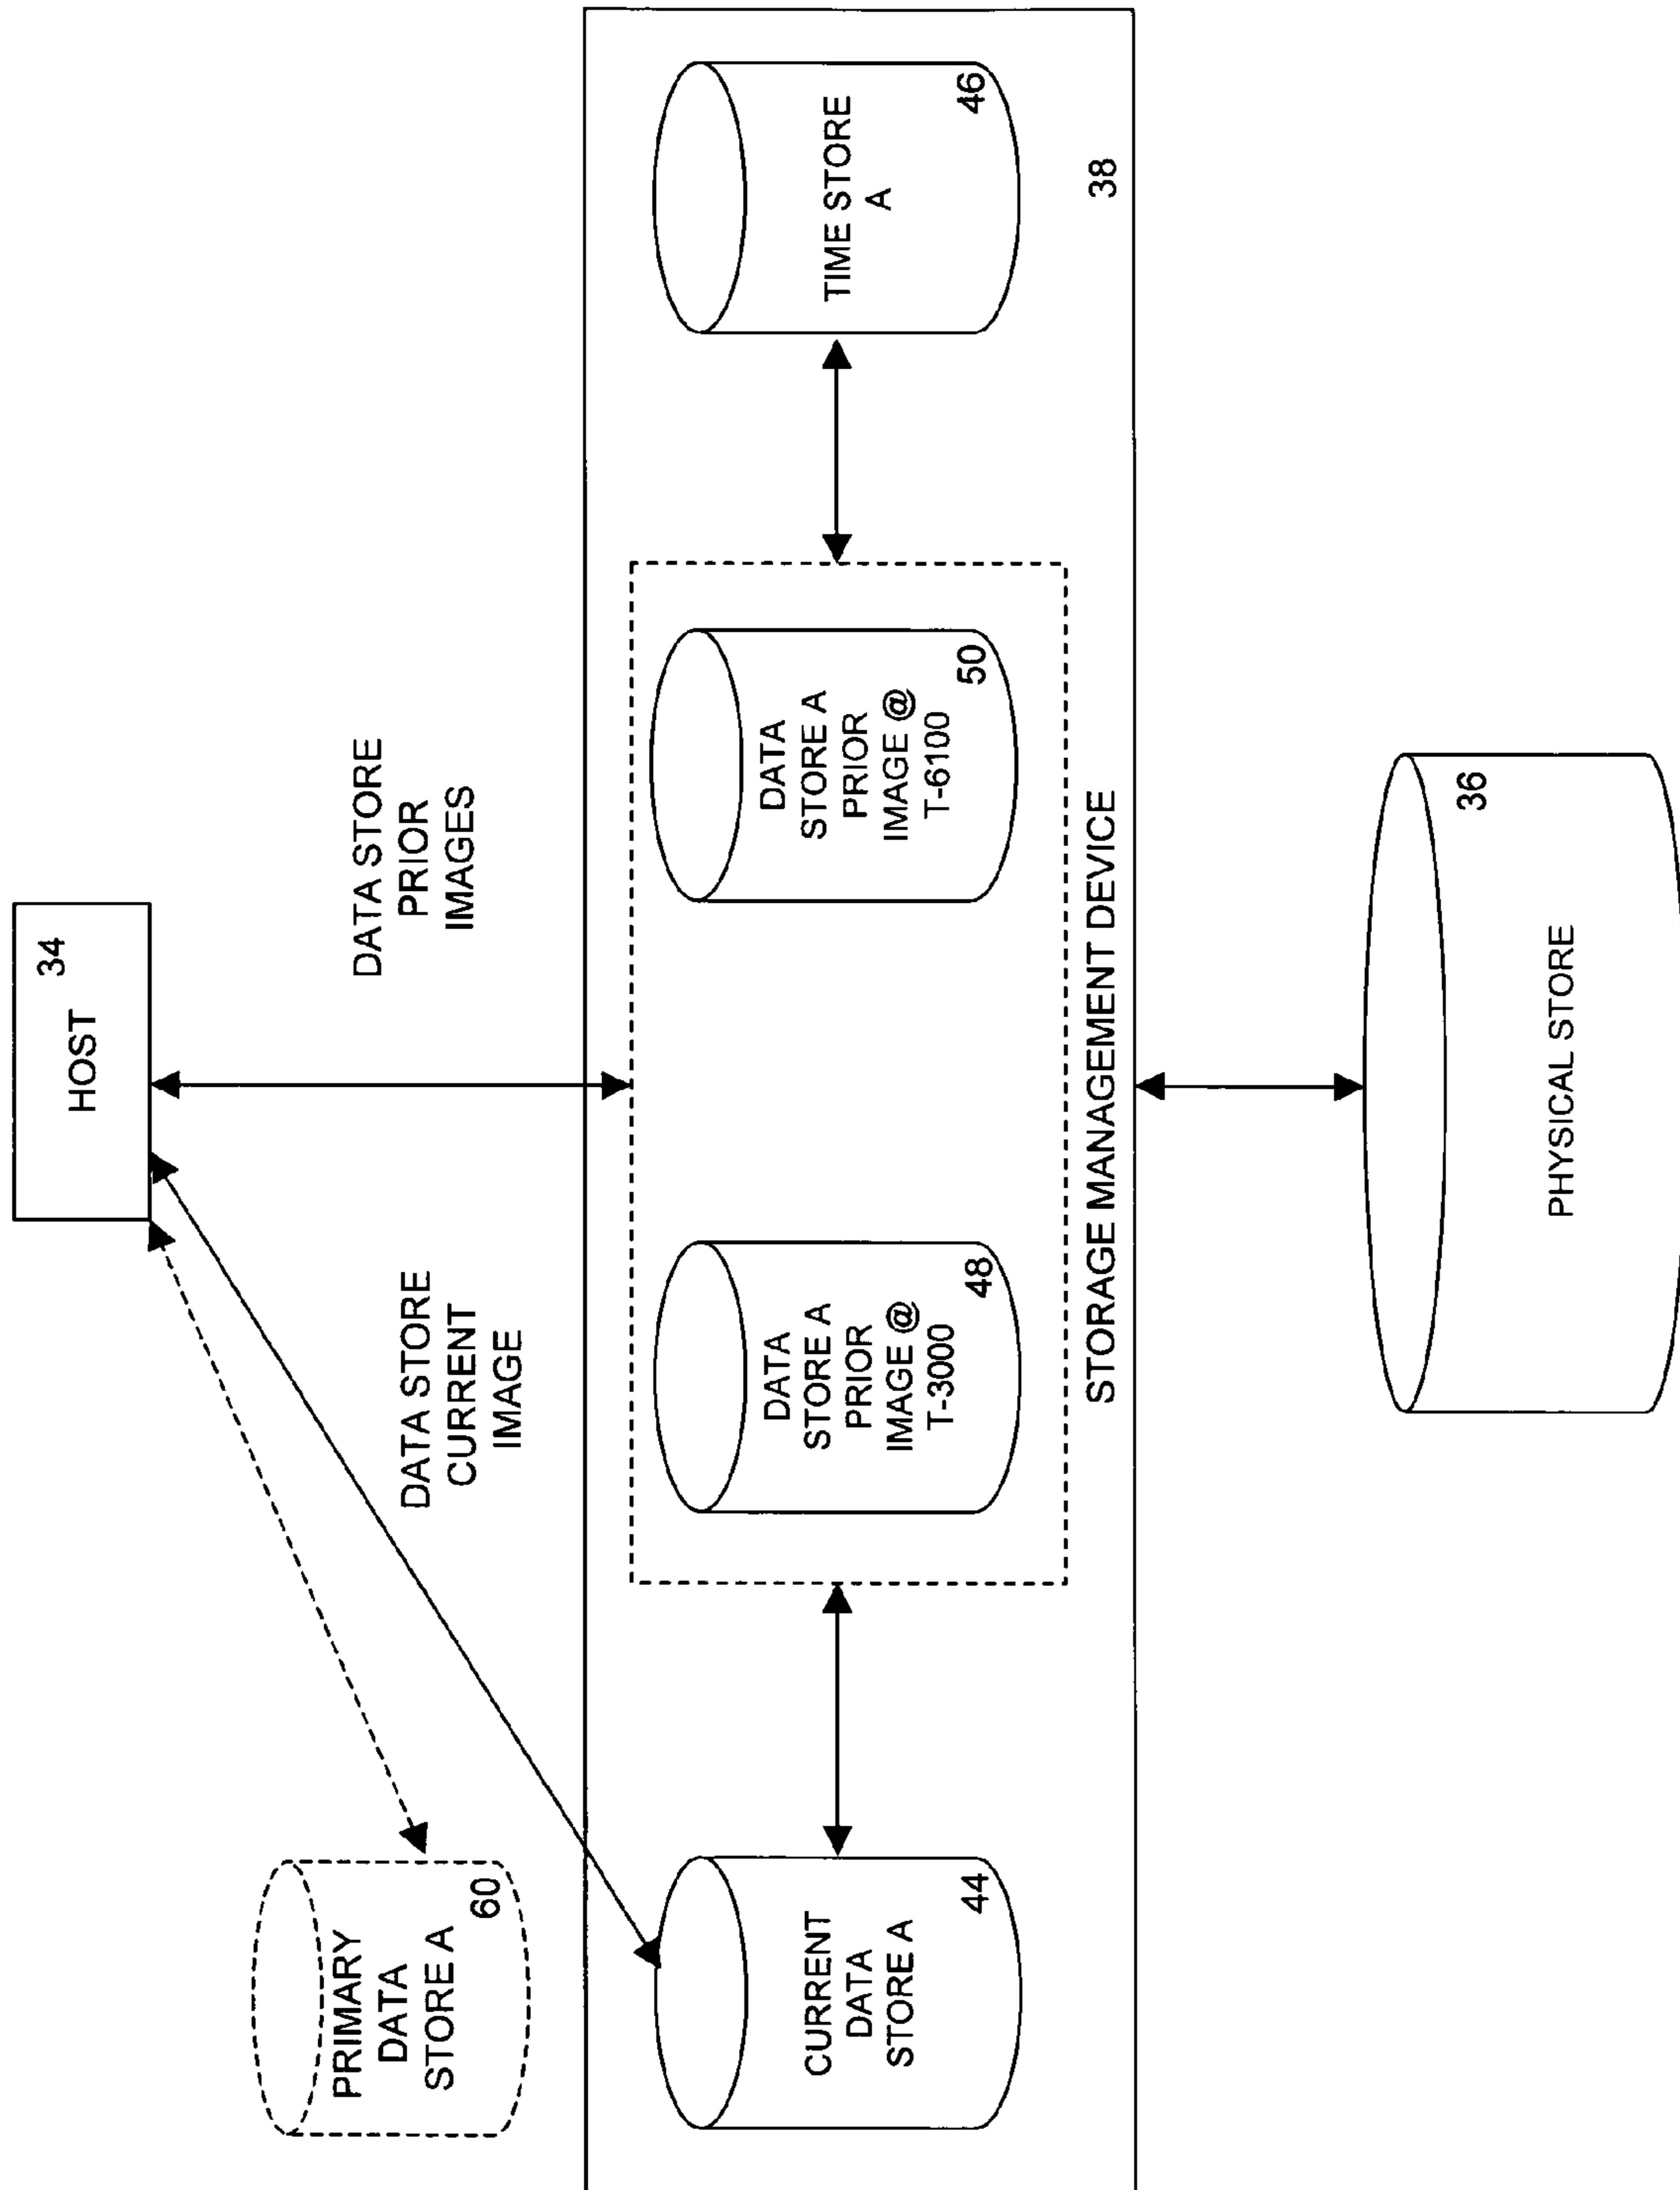 34
HOST
DATA STORE
PRIOR
IMAGES
DATA STORE
CURRENT
IMAGE
PRIMARY
DATA
STORE A
60
CURRENT
DATA
STORE A
44
DATA
STORE A
PRIOR
IMAGE @
T-3000
48
DATA
STORE A
PRIOR
IMAGE @
T-6100
50
TIME STORE
A
46
STORAGE MANAGEMENT DEVICE
38
36
PHYSICAL STORE